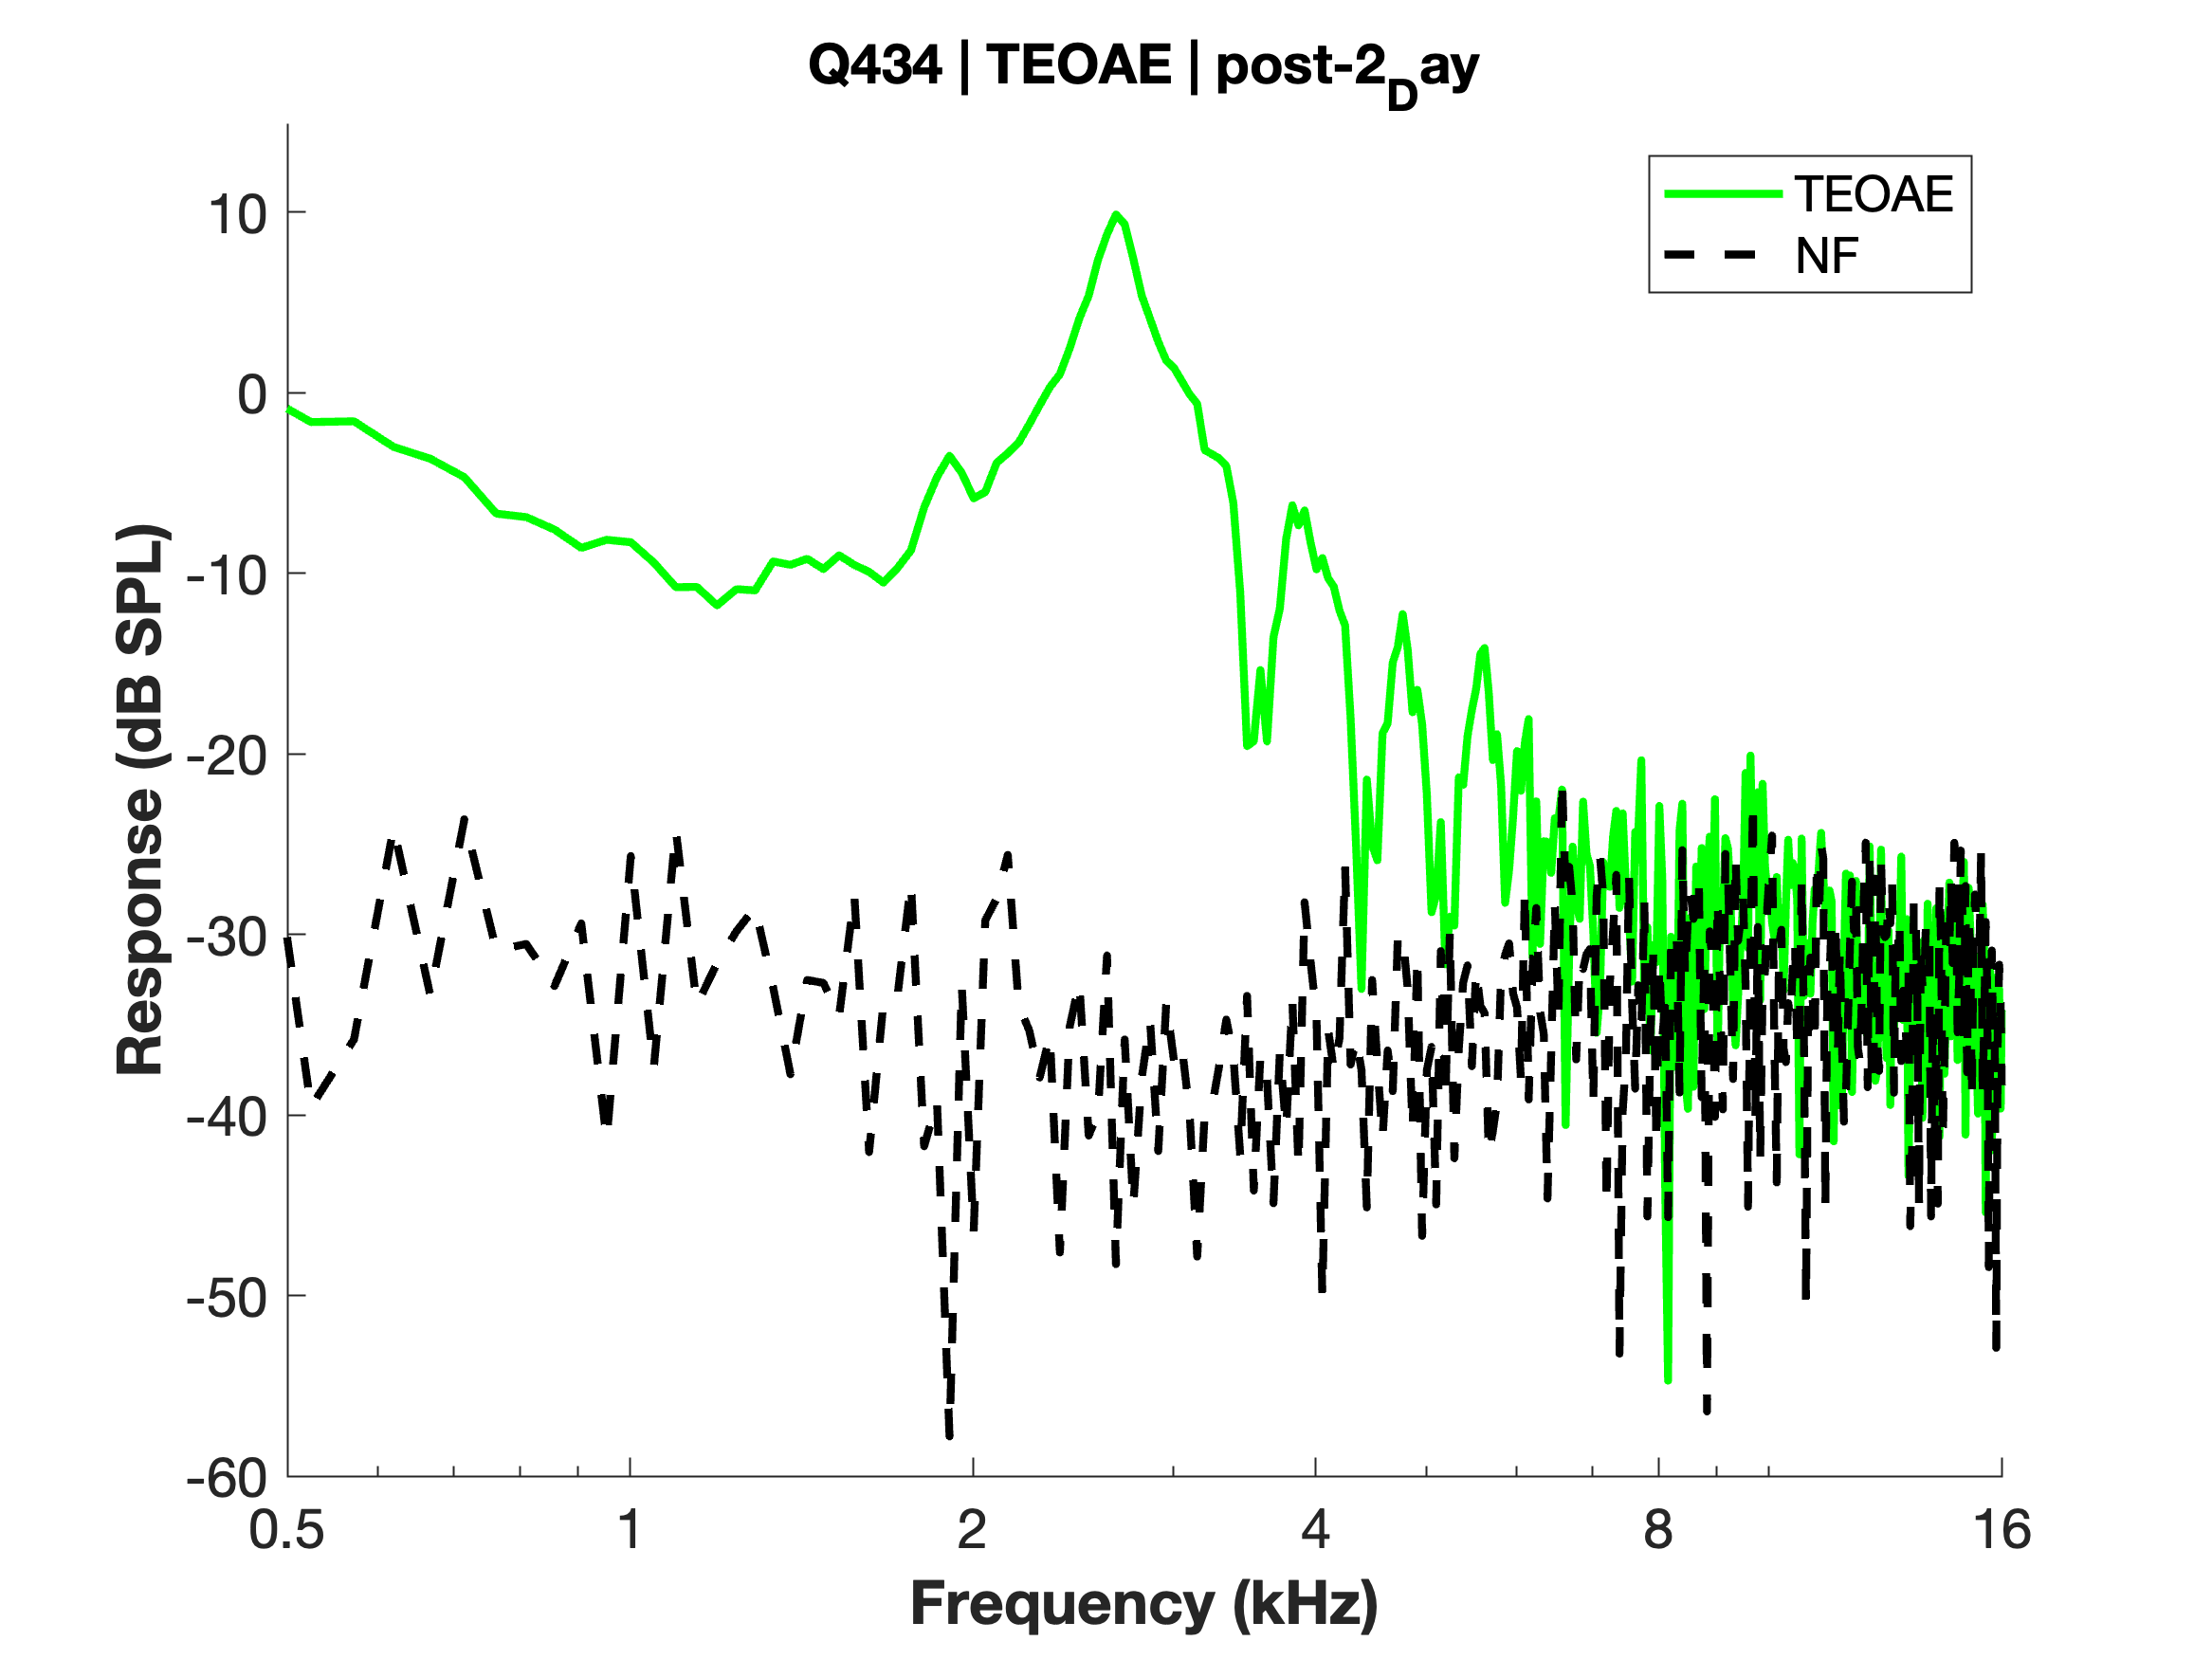 Q434 | TEOAE | post-2Day
TEOAE
NF
10
0
-10
-20
-30
-40
-50
-60
Response (dB SPL)
0.5 1 2 4 8 16
Frequency (kHz)